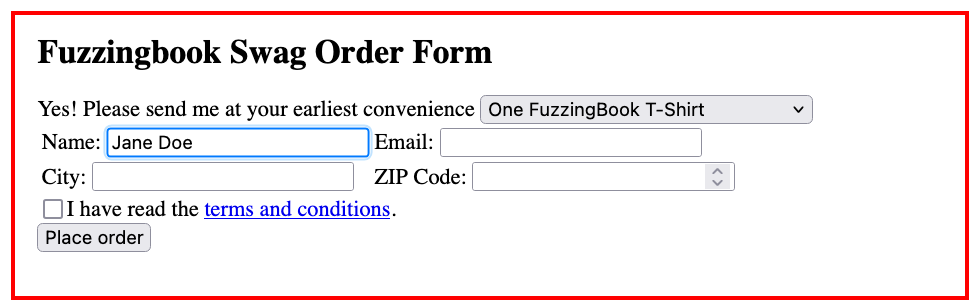 Fuzzingbook Swag Order Form
Yes! Please send me at your earliest convenience One FuzzingBook T-Shirt
Name: Jane Doe Email:
City: ZIP Code:
I have read the terms and conditions.
Place order